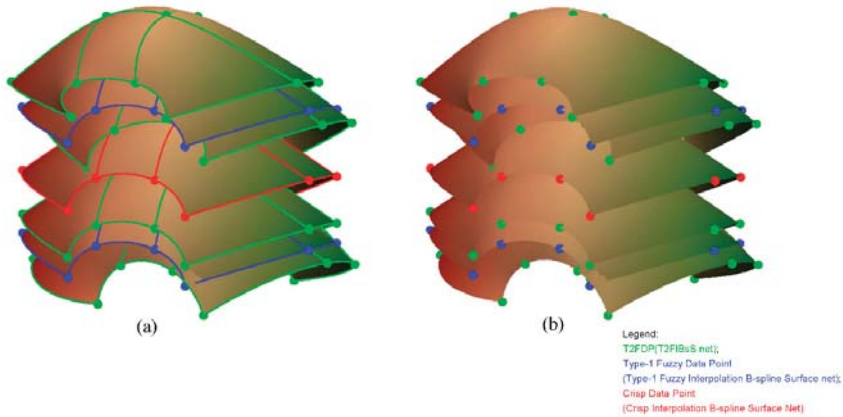 (a)
(b)
Legend:
T2FDP(T2FIBsS net);
Type-1 Fuzzy Data Point
(Type-1 Fuzzy Interpolation B-spline Surface net);
Crisp Data Point
(Crisp Interpolation B-spline Surface Net)